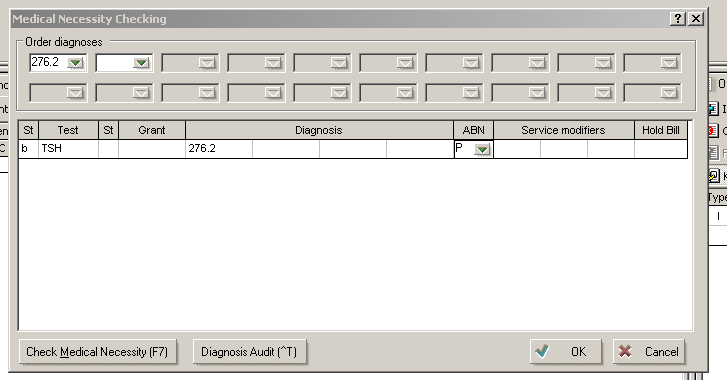 Medical Necessity Checking
Order diagnoses
276.2
St Test St Grant Diagnosis ABN Service modifiers Hold Bill
b TSH 276.2 P
Check Medical Necessity (F7) Diagnosis Audit (^T) OK Cancel
Type
I